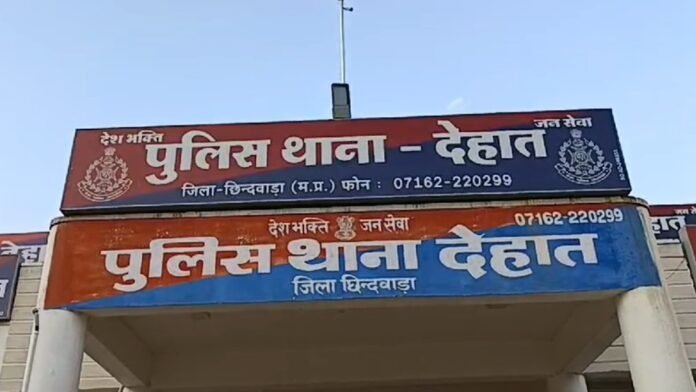 देश भक्ति जन सेवा
पुलिस थाना - देहात
जिला-छिन्दवाड़ा (म.प्र.) फोन : 07162-220299
देश भक्ति जन सेवा 07162-220299
पुलिस थाना देहात
जिला छिन्दवाड़ा